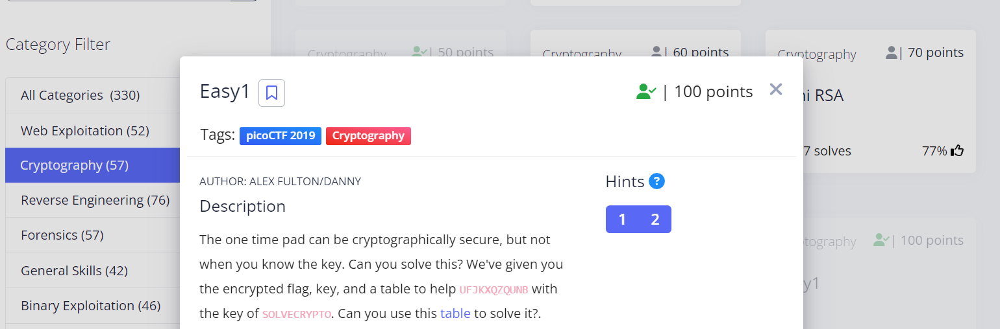 Category Filter
Cryptography | 50 points
Cryptography | 60 points
Cryptography | 70 points
Easy1
| 100 points
RSA
All Categories (330)
Web Exploitation (52)
Tags: picoCTF 2019 Cryptography
7 solves
77%
Cryptography (57)
AUTHOR: ALEX FULTON/DANNY
Hints ?
Reverse Engineering (76)
Description
1 2
Forensics (57)
The one time pad can be cryptographically secure, but not
| 100 points
when you know the key. Can you solve this? We've given you
General Skills (42)
the encrypted flag, key, and a table to help UFJKXQZQUNB with
Binary Exploitation (46)
the key of SOLVECRYPTO. Can you use this table to solve it?.